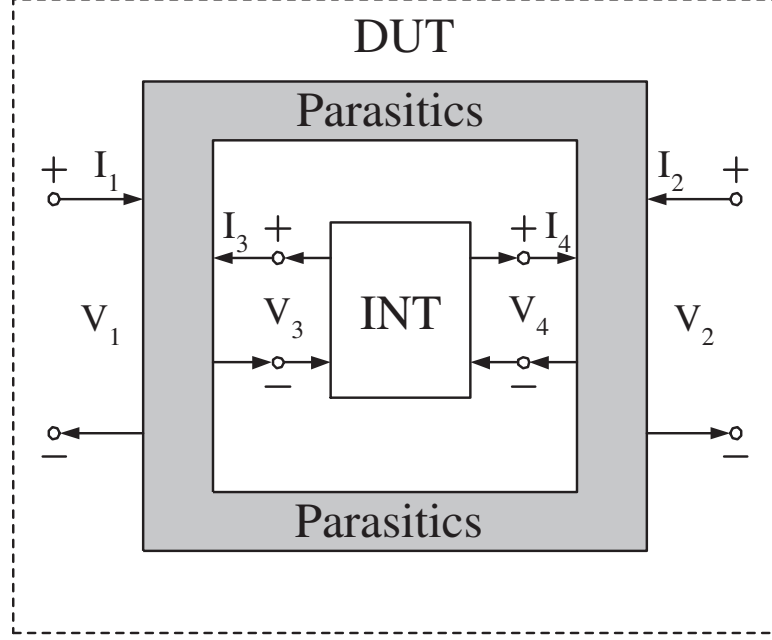 DUT
Parasitics
+ I₁ I₂ +
I₃ + + I₄
V₁ V₃ INT V₄ V₂
− −
− −
Parasitics